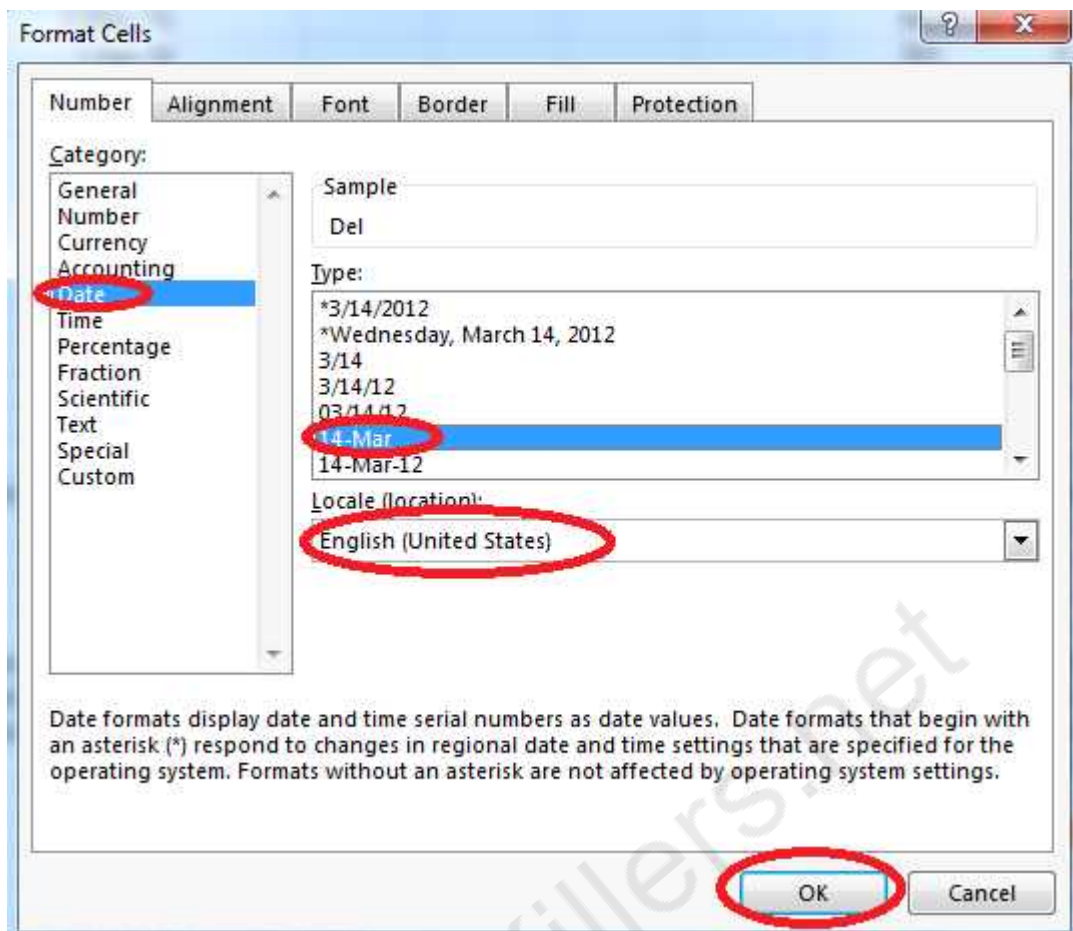 Format Cells
Number Alignment Font Border Fill Protection
Category:
General
Number
Currency
Accounting
Date
Time
Percentage
Fraction
Scientific
Text
Special
Custom
Sample
Del
Type:
*3/14/2012
*Wednesday, March 14, 2012
3/14
3/14/12
03/14/12
14-Mar
14-Mar-12
Locale (location):
English (United States)
Date formats display date and time serial numbers as date values. Date formats that begin with
an asterisk (*) respond to changes in regional date and time settings that are specified for the
operating system. Formats without an asterisk are not affected by operating system settings.
OK Cancel